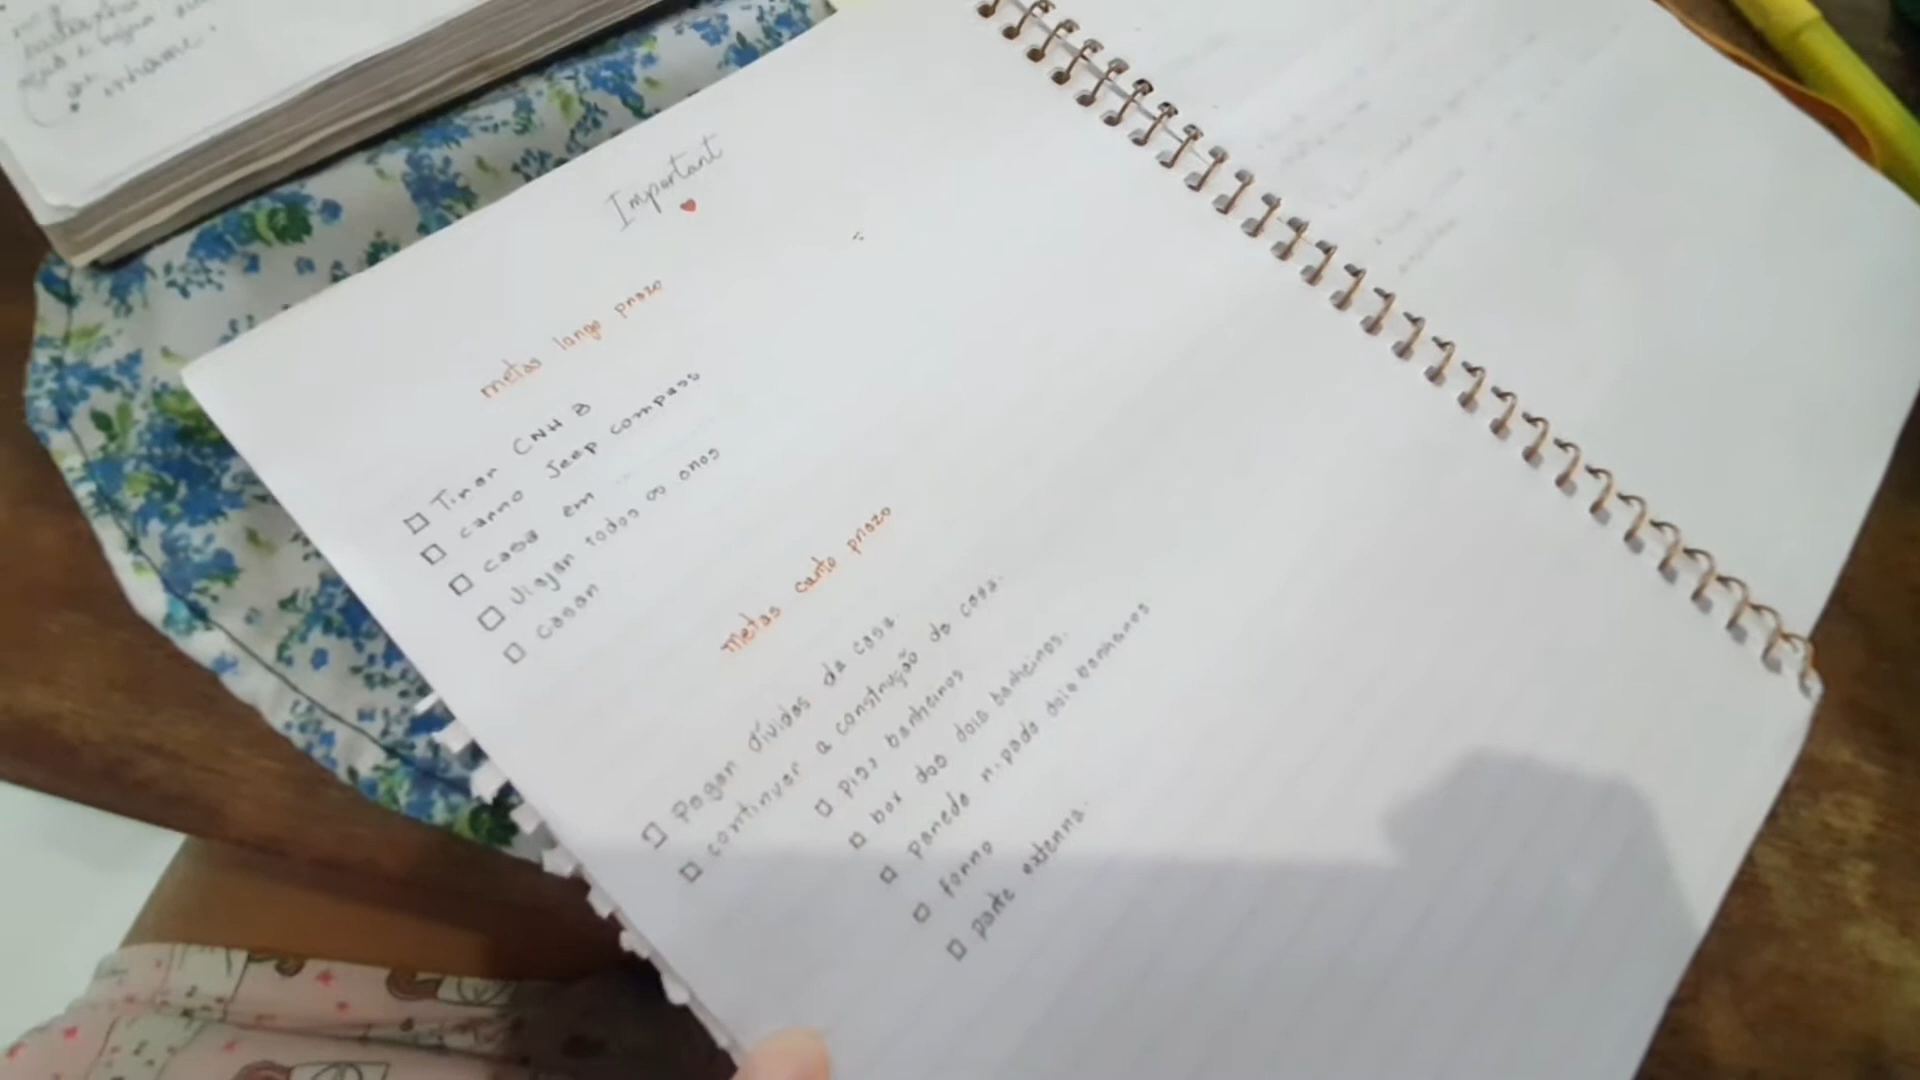 Important
metas longo prazo
Tirar CNH B
carro Jeep compass
casa em
Viajar todos os anos
casar
metas curto prazo
Pagar dívidas da casa.
continuar a construção da casa.
piso banheiros
box dos dois banheiros.
parede ripado dois banheiros
forro
parte externa.